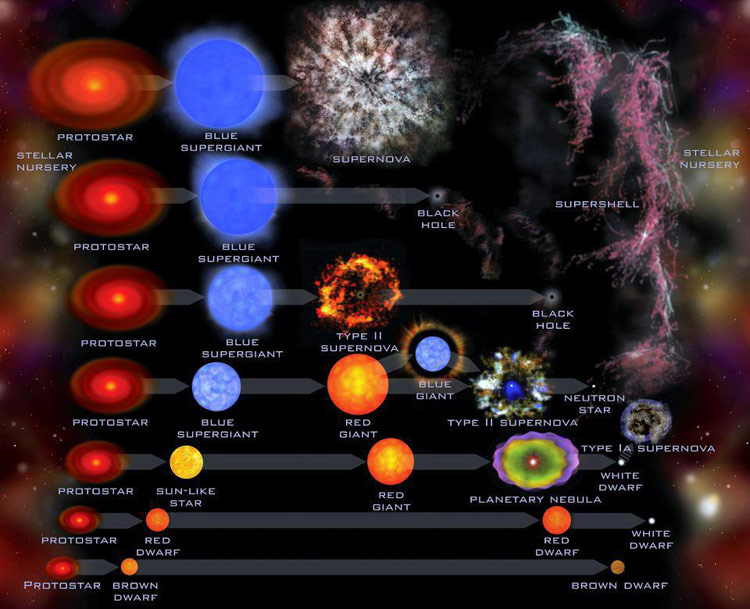 PROTOSTAR
BLUE
SUPERGIANT
SUPERNOVA
STELLAR
NURSERY
STELLAR
NURSERY
PROTOSTAR
BLUE
SUPERGIANT
BLACK
HOLE
SUPERSHELL
PROTOSTAR
BLUE
SUPERGIANT
TYPE II
SUPERNOVA
BLACK
HOLE
PROTOSTAR
BLUE
SUPERGIANT
RED
GIANT
BLUE
GIANT
TYPE II SUPERNOVA
NEUTRON
STAR
TYPE IA SUPERNOVA
PROTOSTAR
SUN-LIKE
STAR
RED
GIANT
PLANETARY NEBULA
WHITE
DWARF
PROTOSTAR
RED
DWARF
RED
DWARF
WHITE
DWARF
PROTOSTAR
BROWN
DWARF
BROWN DWARF